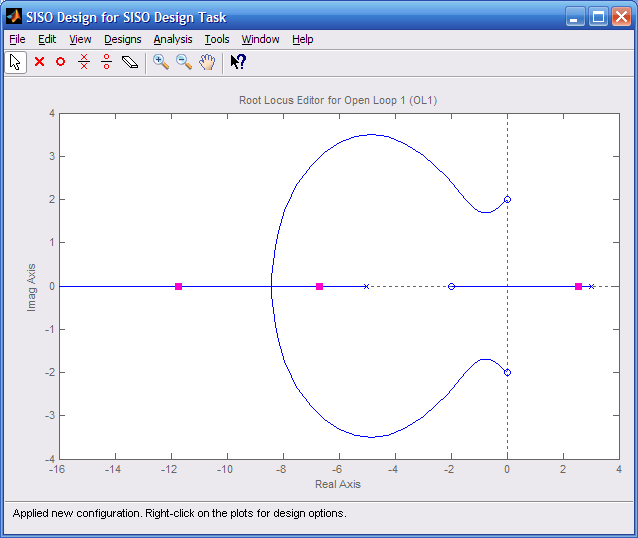 SISO Design for SISO Design Task
File Edit View Designs Analysis Tools Window Help
Root Locus Editor for Open Loop 1 (OL1)
4
3
2
1
0
-1
-2
-3
-4
Imag Axis
-16 -14 -12 -10 -8 -6 -4 -2 0 2 4
Real Axis
Applied new configuration. Right-click on the plots for design options.